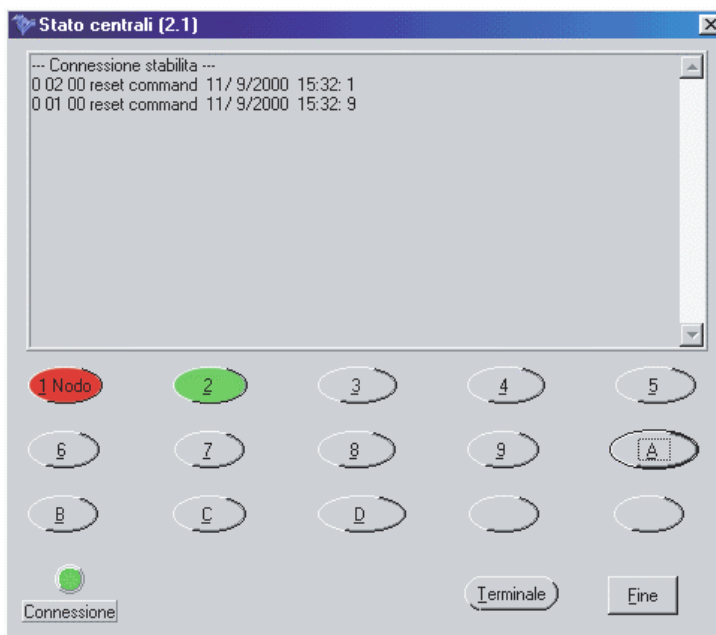 Stato centrali (2.1)
--- Connessione stabilita ---
0 02 00 reset command 11/ 9/2000 15:32: 1
0 01 00 reset command 11/ 9/2000 15:32: 9
1 Nodo 2 3 4 5
6 7 8 9 A
B C D
Terminale Fine
Connessione